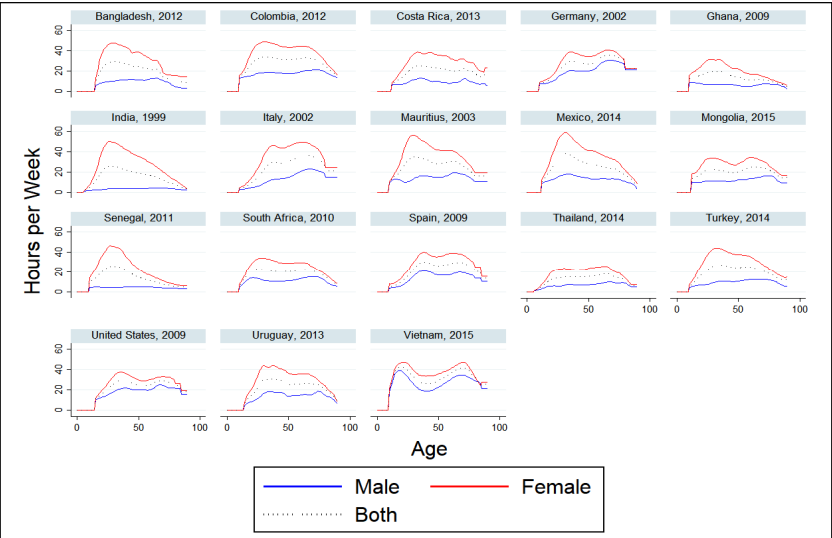 Bangladesh, 2012 Colombia, 2012 Costa Rica, 2013 Germany, 2002 Ghana, 2009
60
40
20
0
India, 1999 Italy, 2002 Mauritius, 2003 Mexico, 2014 Mongolia, 2015
60
40
20
0
Senegal, 2011 South Africa, 2010 Spain, 2009 Thailand, 2014 Turkey, 2014
60
40
20
0
0 50 100 0 50 100
United States, 2009 Uruguay, 2013 Vietnam, 2015
60
40
20
0
0 50 100 0 50 100 0 50 100
Hours per Week
Age
Male Female
Both